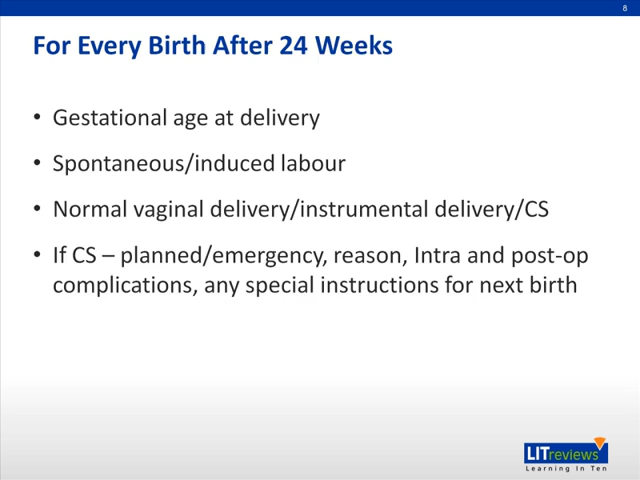 8
For Every Birth After 24 Weeks
• Gestational age at delivery
• Spontaneous/induced labour
• Normal vaginal delivery/instrumental delivery/CS
• If CS – planned/emergency, reason, Intra and post-op
complications, any special instructions for next birth
LITreviews
Learning In Ten